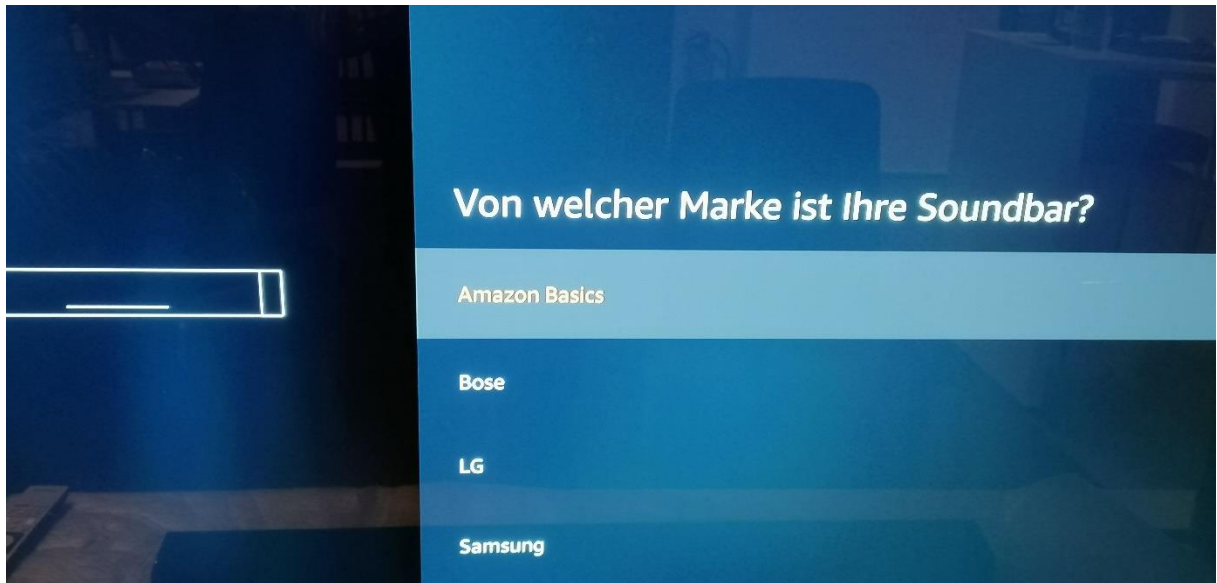 Von welcher Marke ist Ihre Soundbar?
Amazon Basics
Bose
LG
Samsung